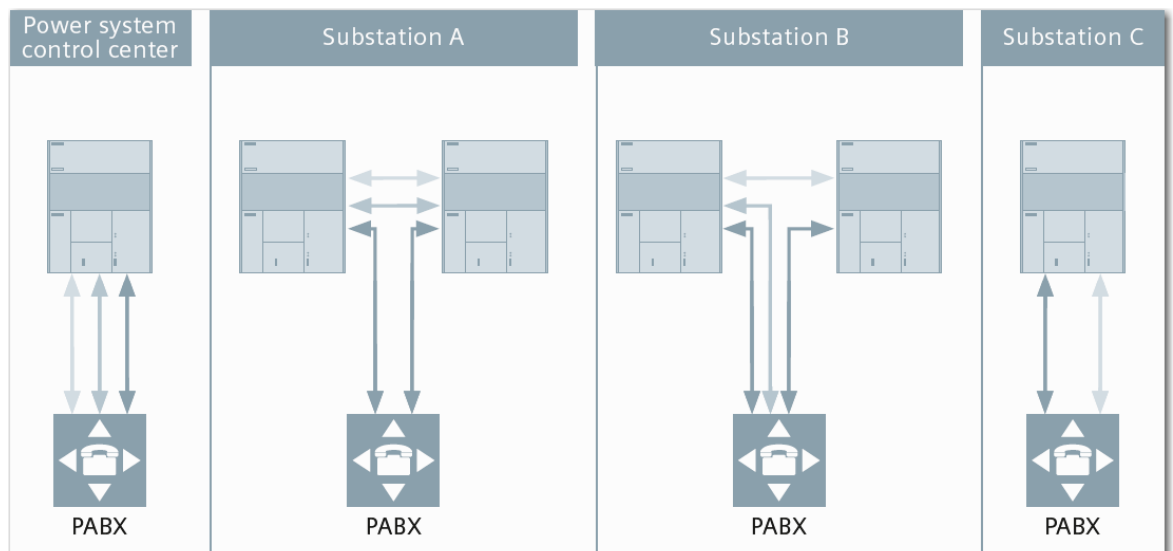 Power system
control center
Substation A
Substation B
Substation C
PABX
PABX
PABX
PABX